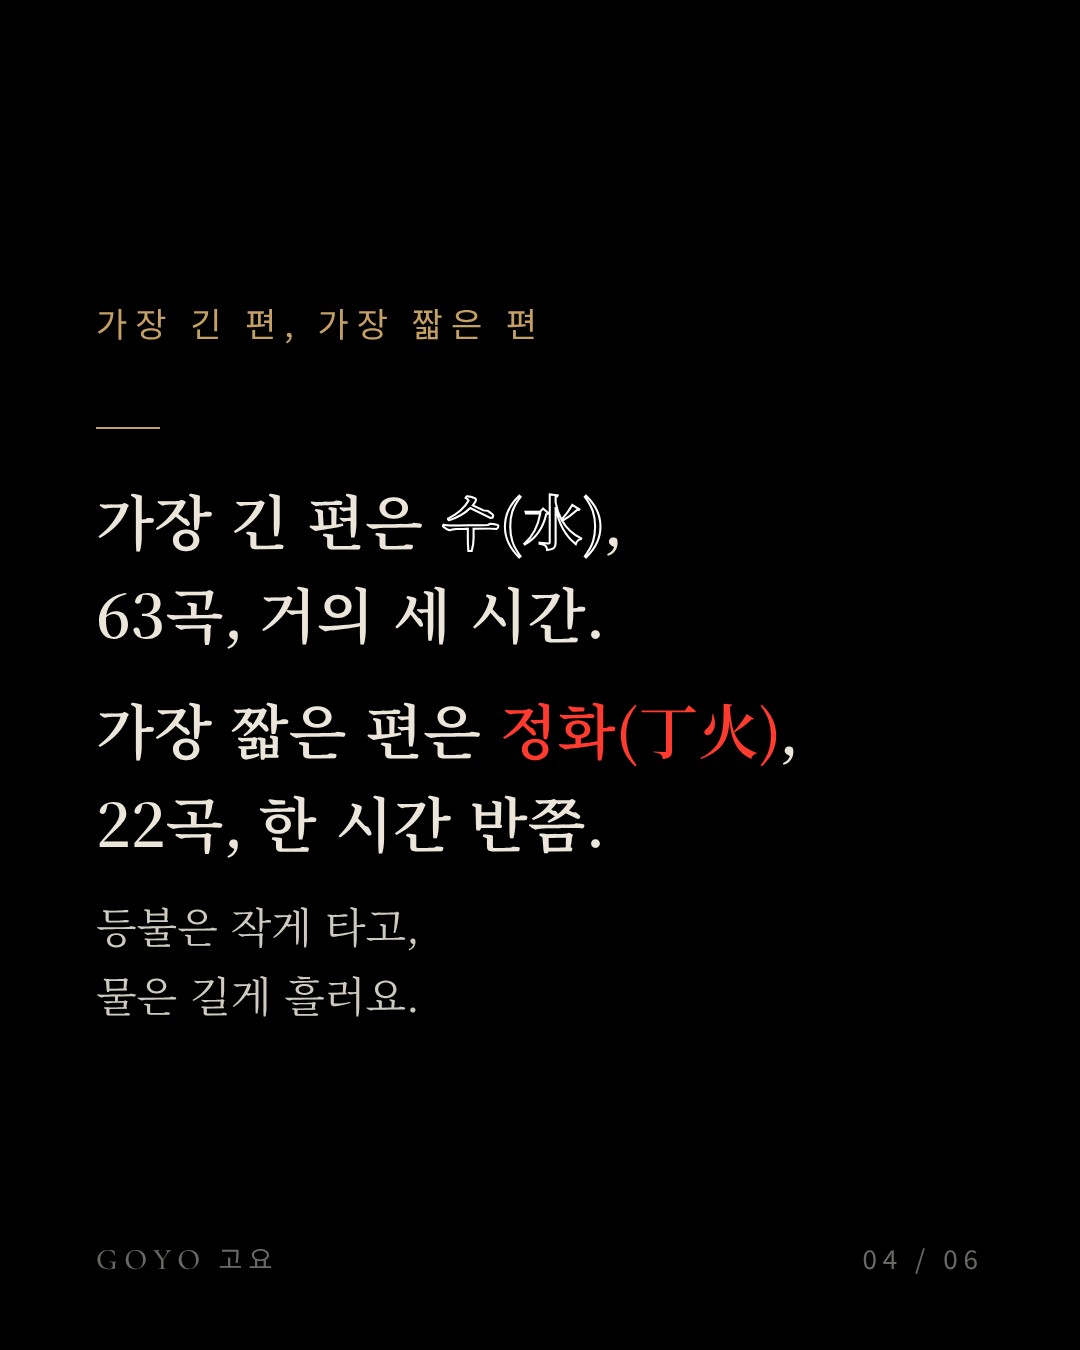 가장 긴 편, 가장 짧은 편
가장 긴 편은 수(水),
63곡, 거의 세 시간.
가장 짧은 편은 정화(丁火),
22곡, 한 시간 반쯤.
등불은 작게 타고,
물은 길게 흘러요.
GOYO 고요
04 / 06